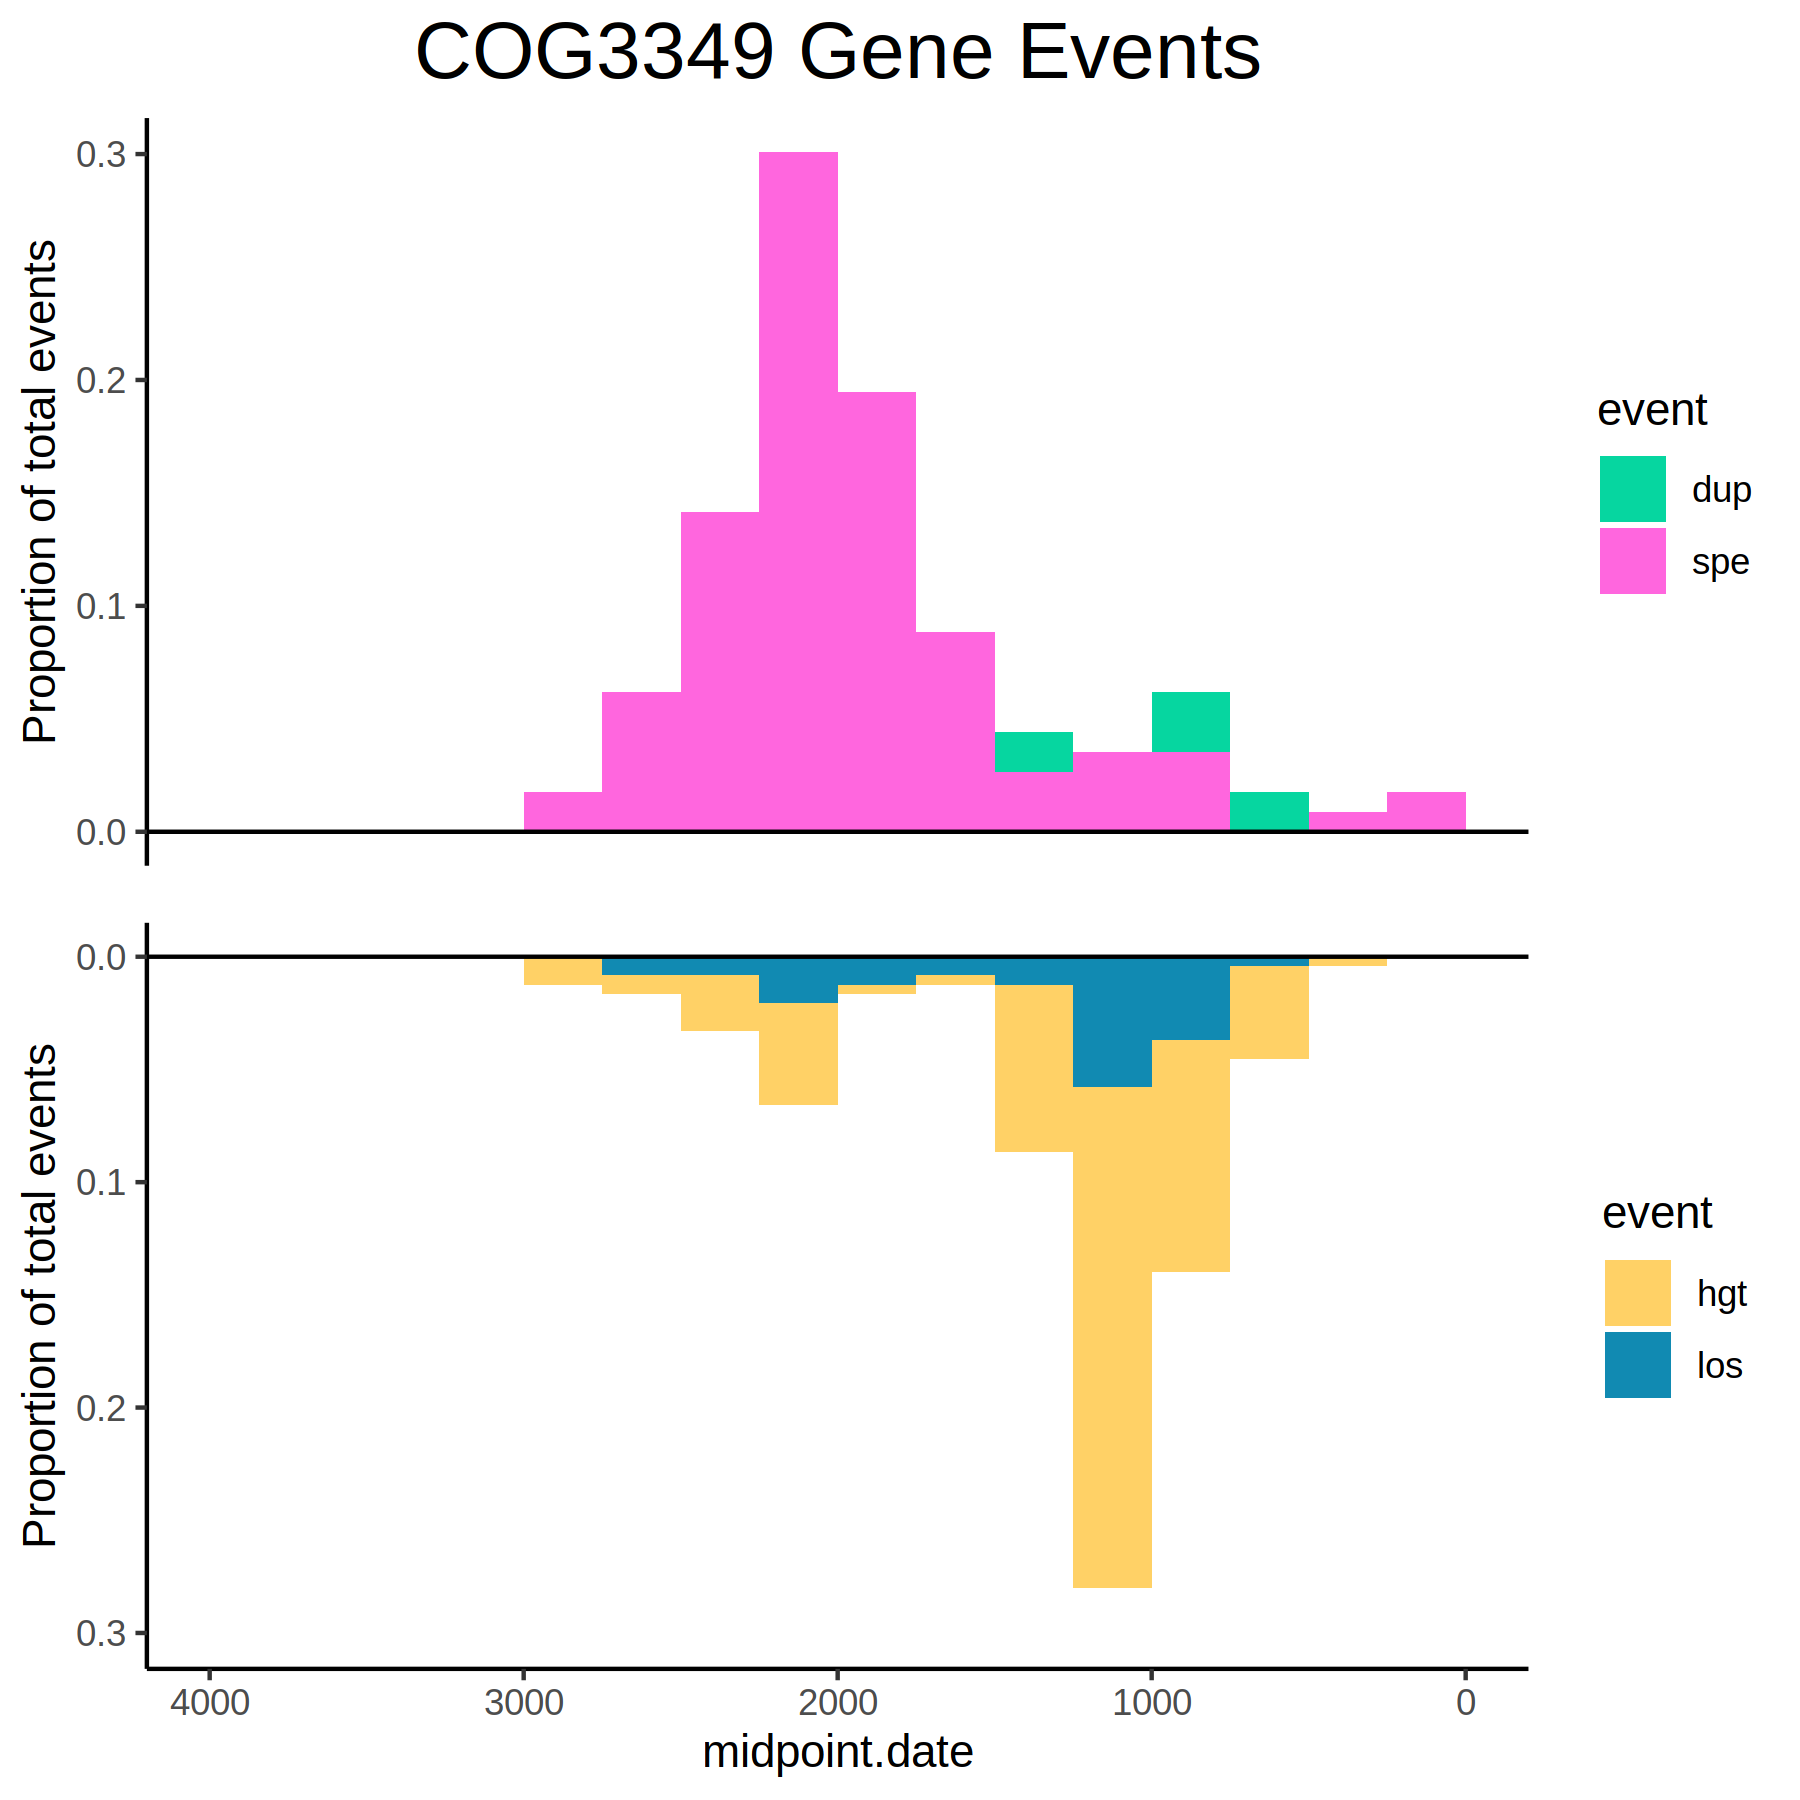 COG3349 Gene Events
Proportion of total events
0.3
0.2
0.1
0.0
event
dup
spe
Proportion of total events
0.0
0.1
0.2
0.3
event
hgt
los
4000 3000 2000 1000 0
midpoint.date